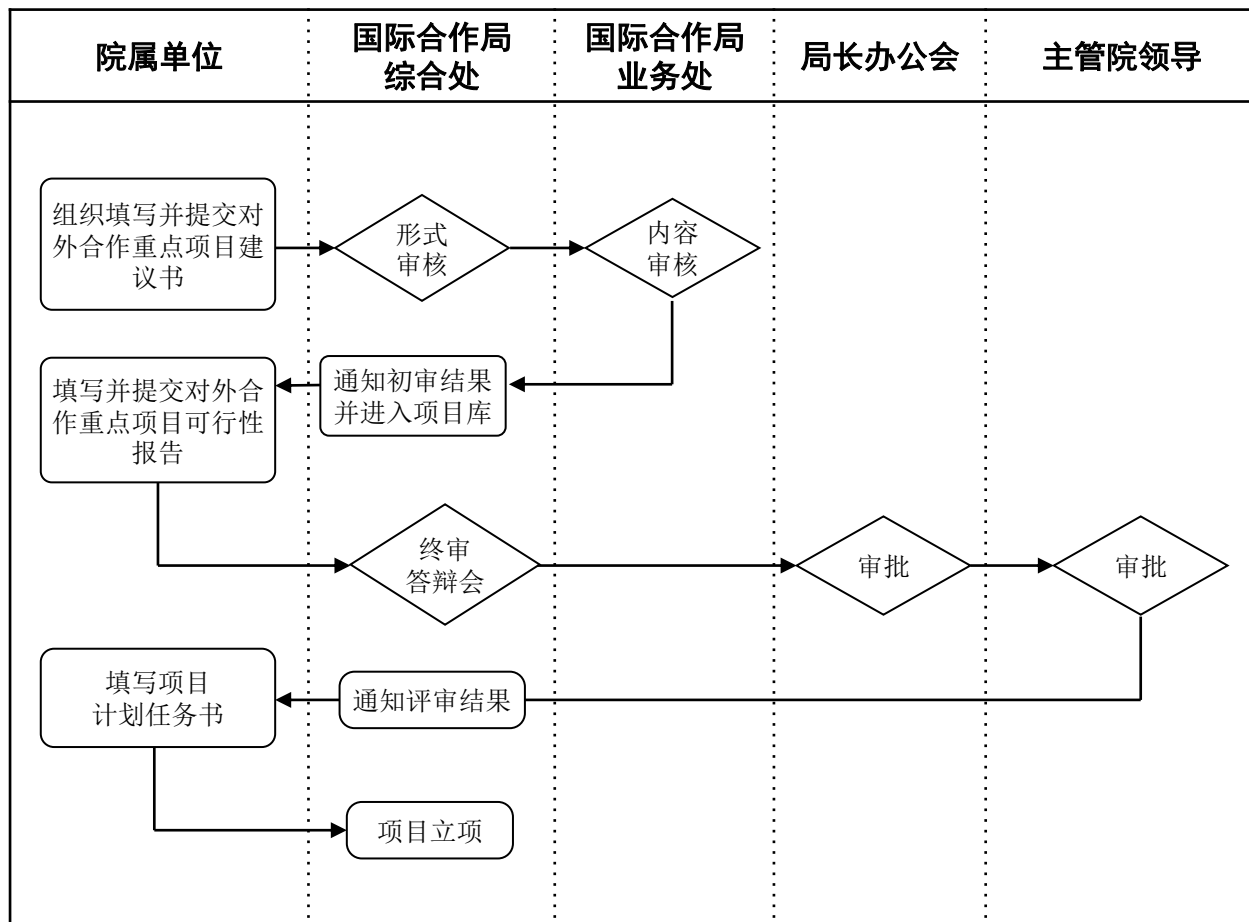 院属单位
国际合作局
综合处
国际合作局
业务处
局长办公会
主管院领导
组织填写并提交对
外合作重点项目建
议书
形式
审核
内容
审核
填写并提交对外合
作重点项目可行性
报告
通知初审结果
并进入项目库
终审
答辩会
审批
审批
填写项目
计划任务书
通知评审结果
项目立项